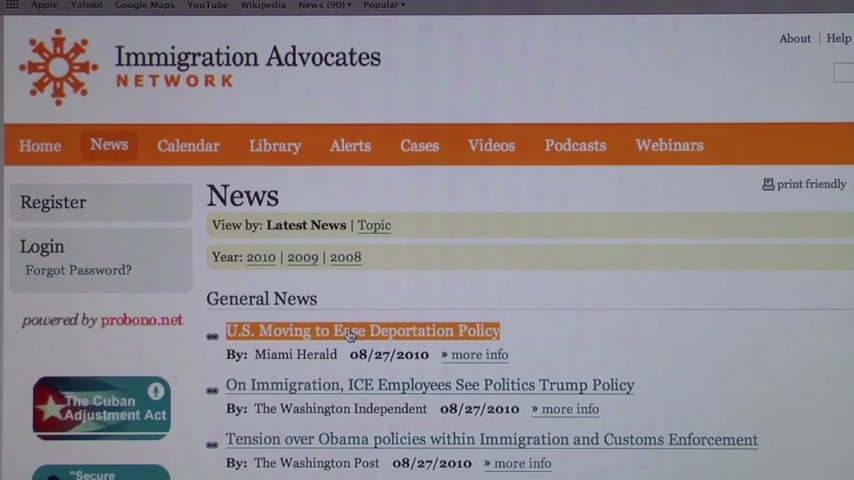 Apple Yahoo! Google Maps YouTube Wikipedia News (90) Popular
Immigration Advocates
NETWORK
About | Help
Home News Calendar Library Alerts Cases Videos Podcasts Webinars
print friendly
Register
Login
Forgot Password?
powered by probono.net
The Cuban
Adjustment Act
"Secure
News
View by: Latest News | Topic
Year: 2010 | 2009 | 2008
General News
U.S. Moving to Ease Deportation Policy
By: Miami Herald 08/27/2010 » more info
On Immigration, ICE Employees See Politics Trump Policy
By: The Washington Independent 08/27/2010 » more info
Tension over Obama policies within Immigration and Customs Enforcement
By: The Washington Post 08/27/2010 » more info